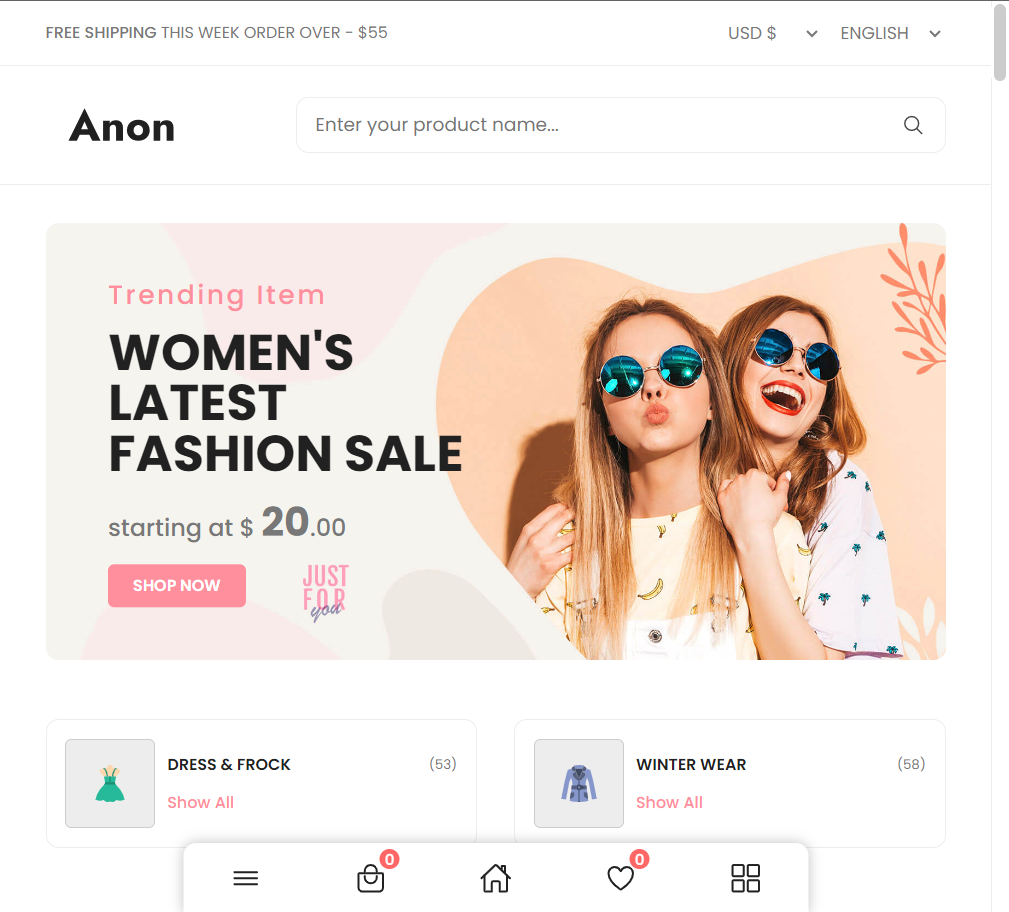 FREE SHIPPING THIS WEEK ORDER OVER - $55
USD $
ENGLISH
Anon
Enter your product name...
Trending Item
WOMEN'S
LATEST
FASHION SALE
starting at $ 20.00
SHOP NOW
JUST
FOR
you
DRESS & FROCK
(53)
Show All
WINTER WEAR
(58)
Show All
0
0